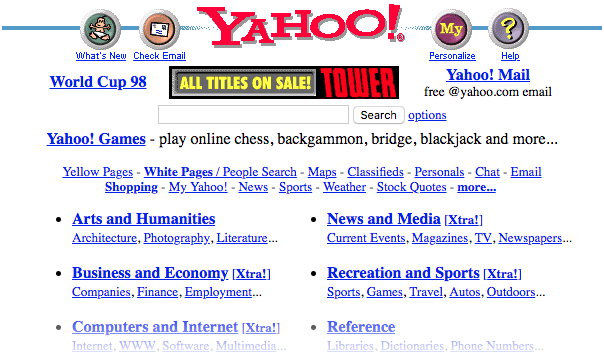 YAHOO!
My
?
What's New
Check Email
Personalize
Help
World Cup 98
ALL TITLES ON SALE! TOWER
Yahoo! Mail
free @yahoo.com email
Search
options
Yahoo! Games - play online chess, backgammon, bridge, blackjack and more...
Yellow Pages - White Pages / People Search - Maps - Classifieds - Personals - Chat - Email
Shopping - My Yahoo! - News - Sports - Weather - Stock Quotes - more...
Arts and Humanities
Architecture, Photography, Literature...
News and Media [Xtra!]
Current Events, Magazines, TV, Newspapers...
Business and Economy [Xtra!]
Companies, Finance, Employment...
Recreation and Sports [Xtra!]
Sports, Games, Travel, Autos, Outdoors...
Computers and Internet [Xtra!]
Internet, WWW, Software, Multimedia...
Reference
Libraries, Dictionaries, Phone Numbers...